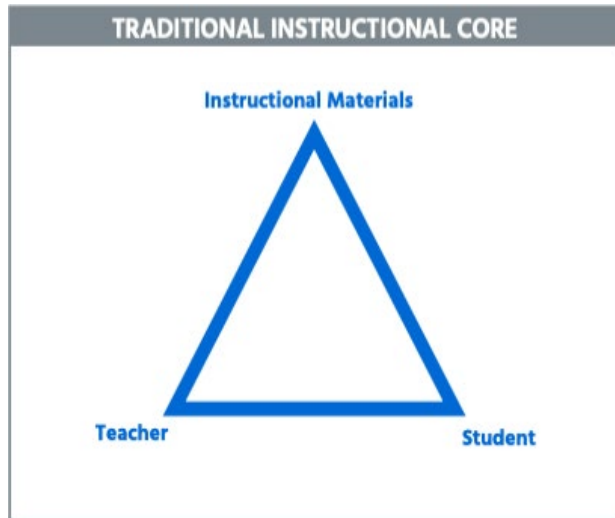 TRADITIONAL INSTRUCTIONAL CORE
Instructional Materials
Teacher
Student